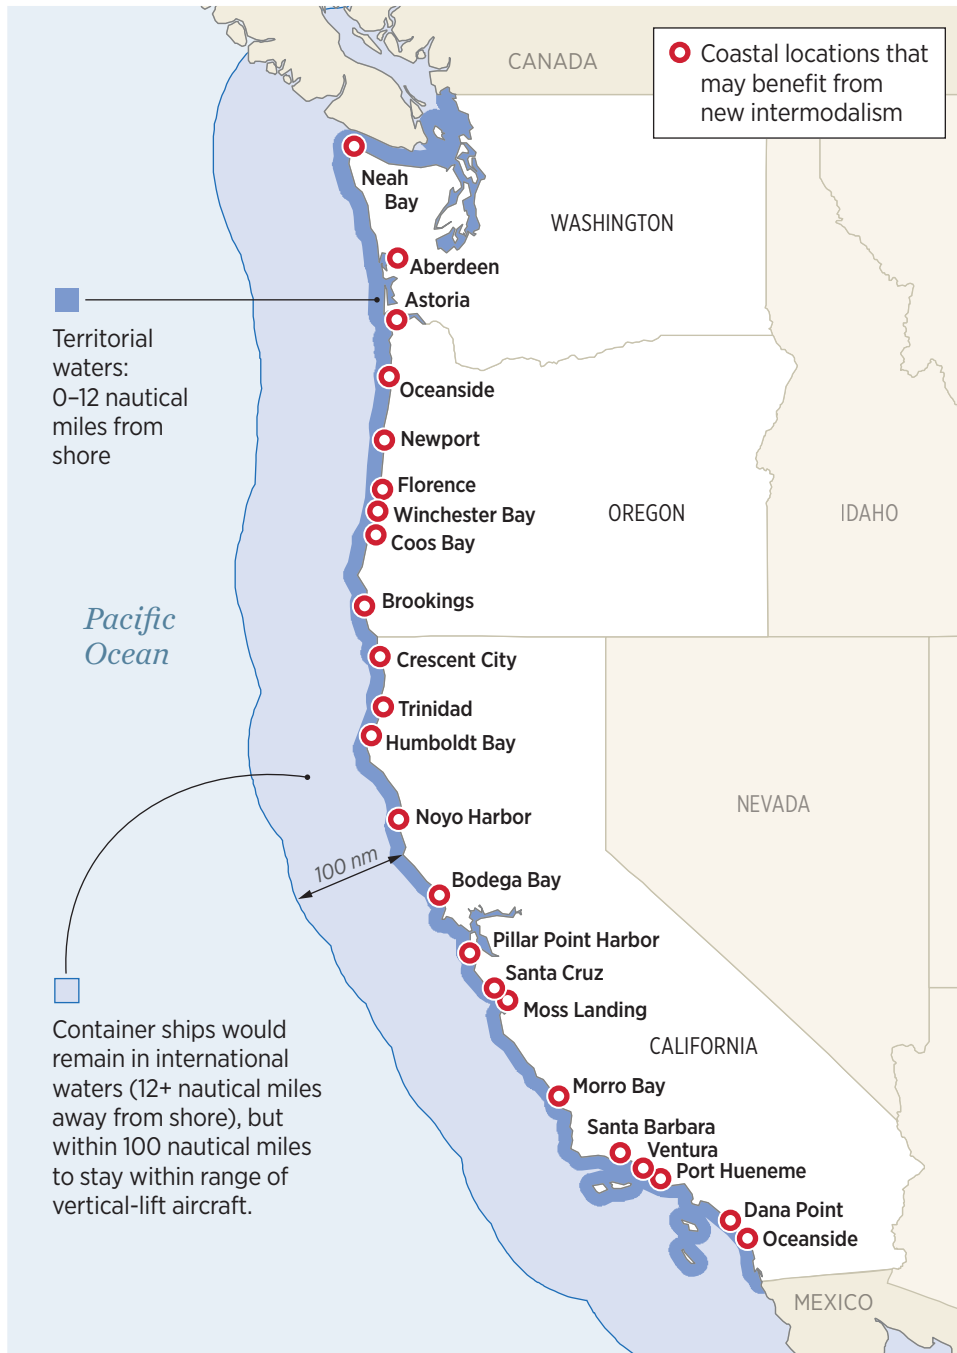 CANADA
Coastal locations that
may benefit from
new intermodalism
Neah
Bay
WASHINGTON
Aberdeen
Astoria
Territorial
waters:
0–12 nautical
miles from
shore
Oceanside
Newport
Florence
Winchester Bay
Coos Bay
OREGON
IDAHO
Brookings
Pacific
Ocean
Crescent City
Trinidad
Humboldt Bay
NEVADA
Noyo Harbor
100 nm
Bodega Bay
Pillar Point Harbor
Santa Cruz
Moss Landing
CALIFORNIA
Container ships would
remain in international
waters (12+ nautical miles
away from shore), but
within 100 nautical miles
to stay within range of
vertical-lift aircraft.
Morro Bay
Santa Barbara
Ventura
Port Hueneme
Dana Point
Oceanside
MEXICO